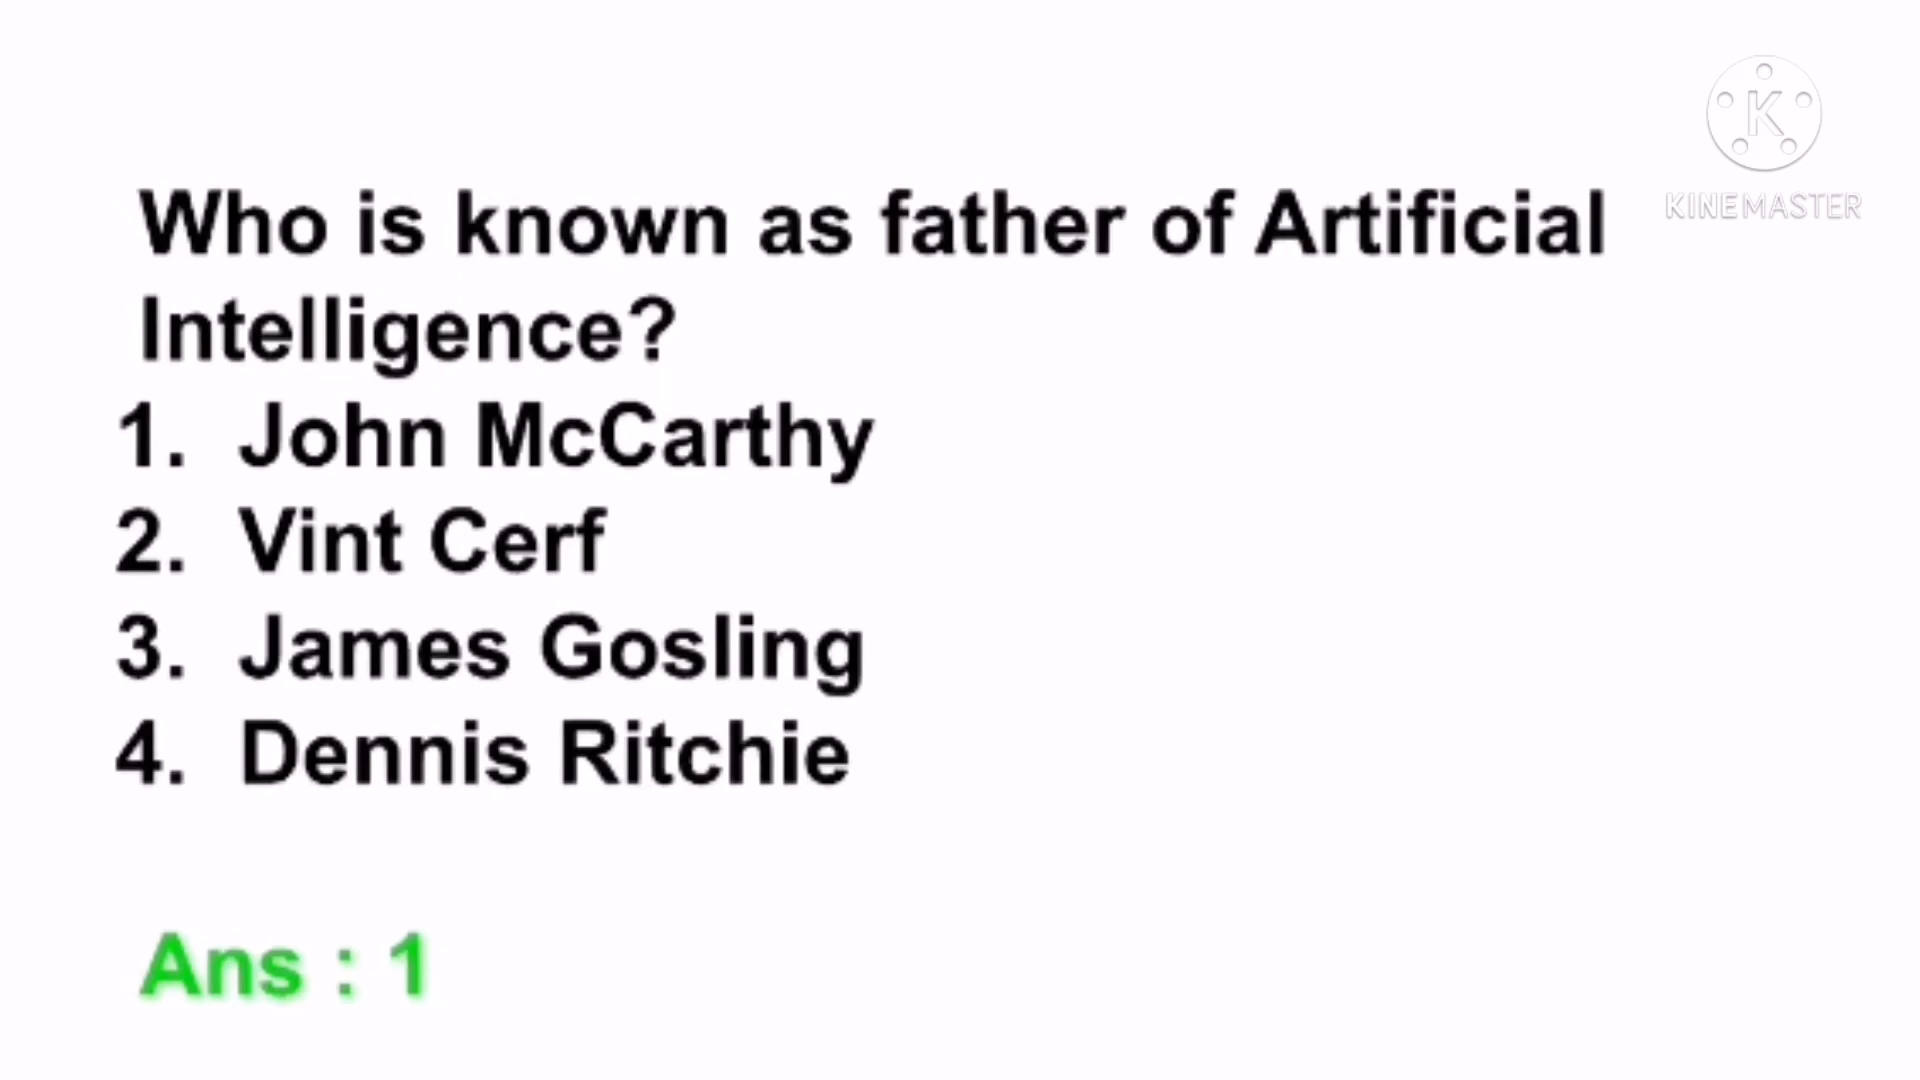 K
KINEMASTER
Who is known as father of Artificial
Intelligence?
1. John McCarthy
2. Vint Cerf
3. James Gosling
4. Dennis Ritchie
Ans : 1